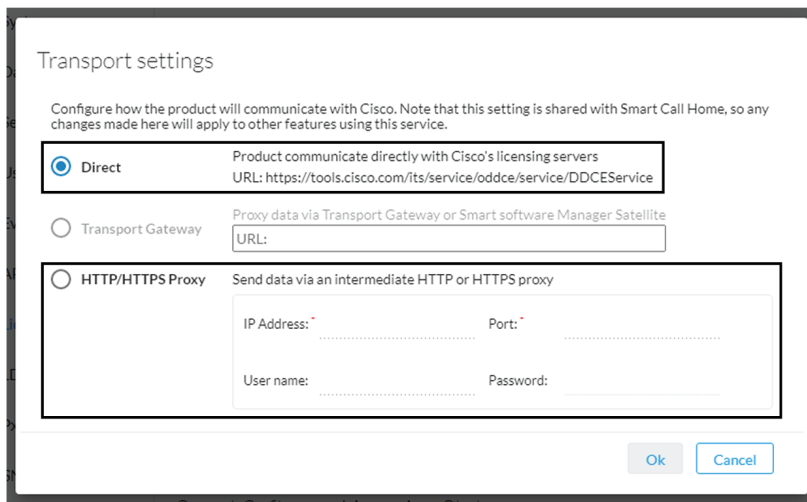 Transport settings
Configure how the product will communicate with Cisco. Note that this setting is shared with Smart Call Home, so any
changes made here will apply to other features using this service.
Direct
Product communicate directly with Cisco's licensing servers
URL: https://tools.cisco.com/its/service/oddce/service/DDCEService
Transport Gateway
Proxy data via Transport Gateway or Smart software Manager Satellite
URL:
HTTP/HTTPS Proxy
Send data via an intermediate HTTP or HTTPS proxy
IP Address:*
Port:*
User name:
Password:
Ok
Cancel